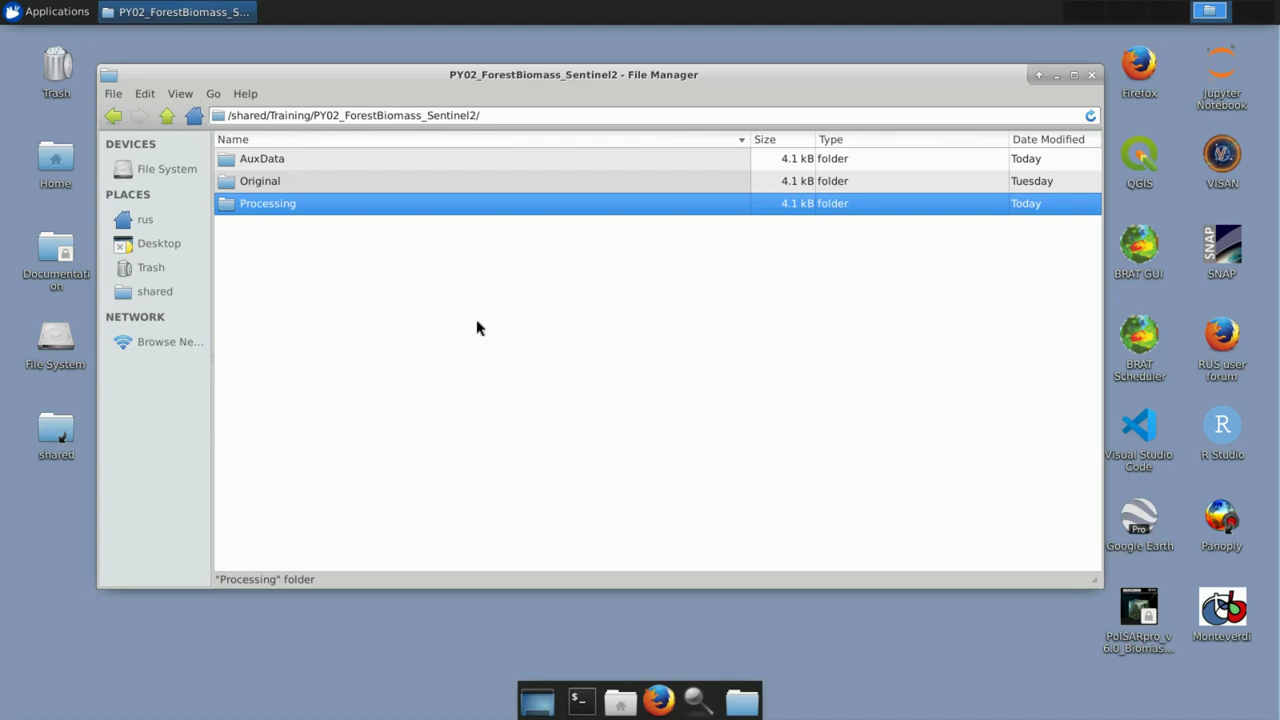 Applications
PY02_ForestBiomass_S...
PY02_ForestBiomass_Sentinel2 - File Manager
File Edit View Go Help
/shared/Training/PY02_ForestBiomass_Sentinel2/
DEVICES
File System
PLACES
rus
Desktop
Trash
shared
NETWORK
Browse Ne...
Name Size Type Date Modified
AuxData 4.1 kB folder Today
Original 4.1 kB folder Tuesday
Processing 4.1 kB folder Today
"Processing" folder
Trash
Home
Documentati
on
File System
shared
Firefox
Jupyter
Notebook
QGIS
VISAN
BRAT GUI
SNAP
SNAP
BRAT
Scheduler
RUS user
forum
Visual Studio
Code
R
R Studio
Pro
Google Earth
Panoply
PolSARpro_v
6.0_Biomas...
Monteverdi
$_